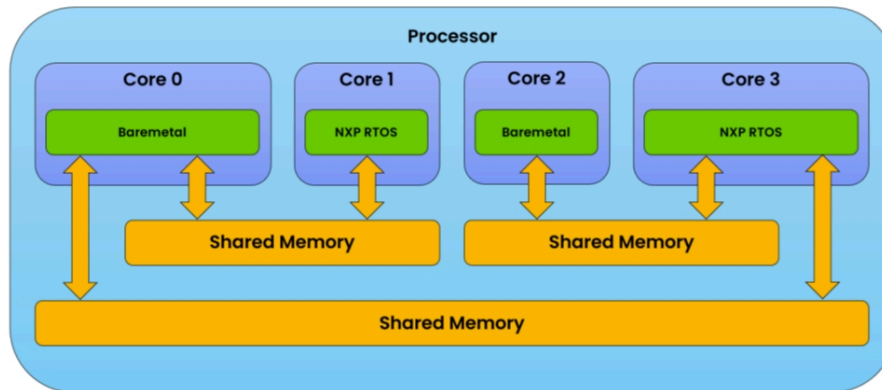 Processor
Core 0
Core 1
Core 2
Core 3
Baremetal
NXP RTOS
Baremetal
NXP RTOS
Shared Memory
Shared Memory
Shared Memory